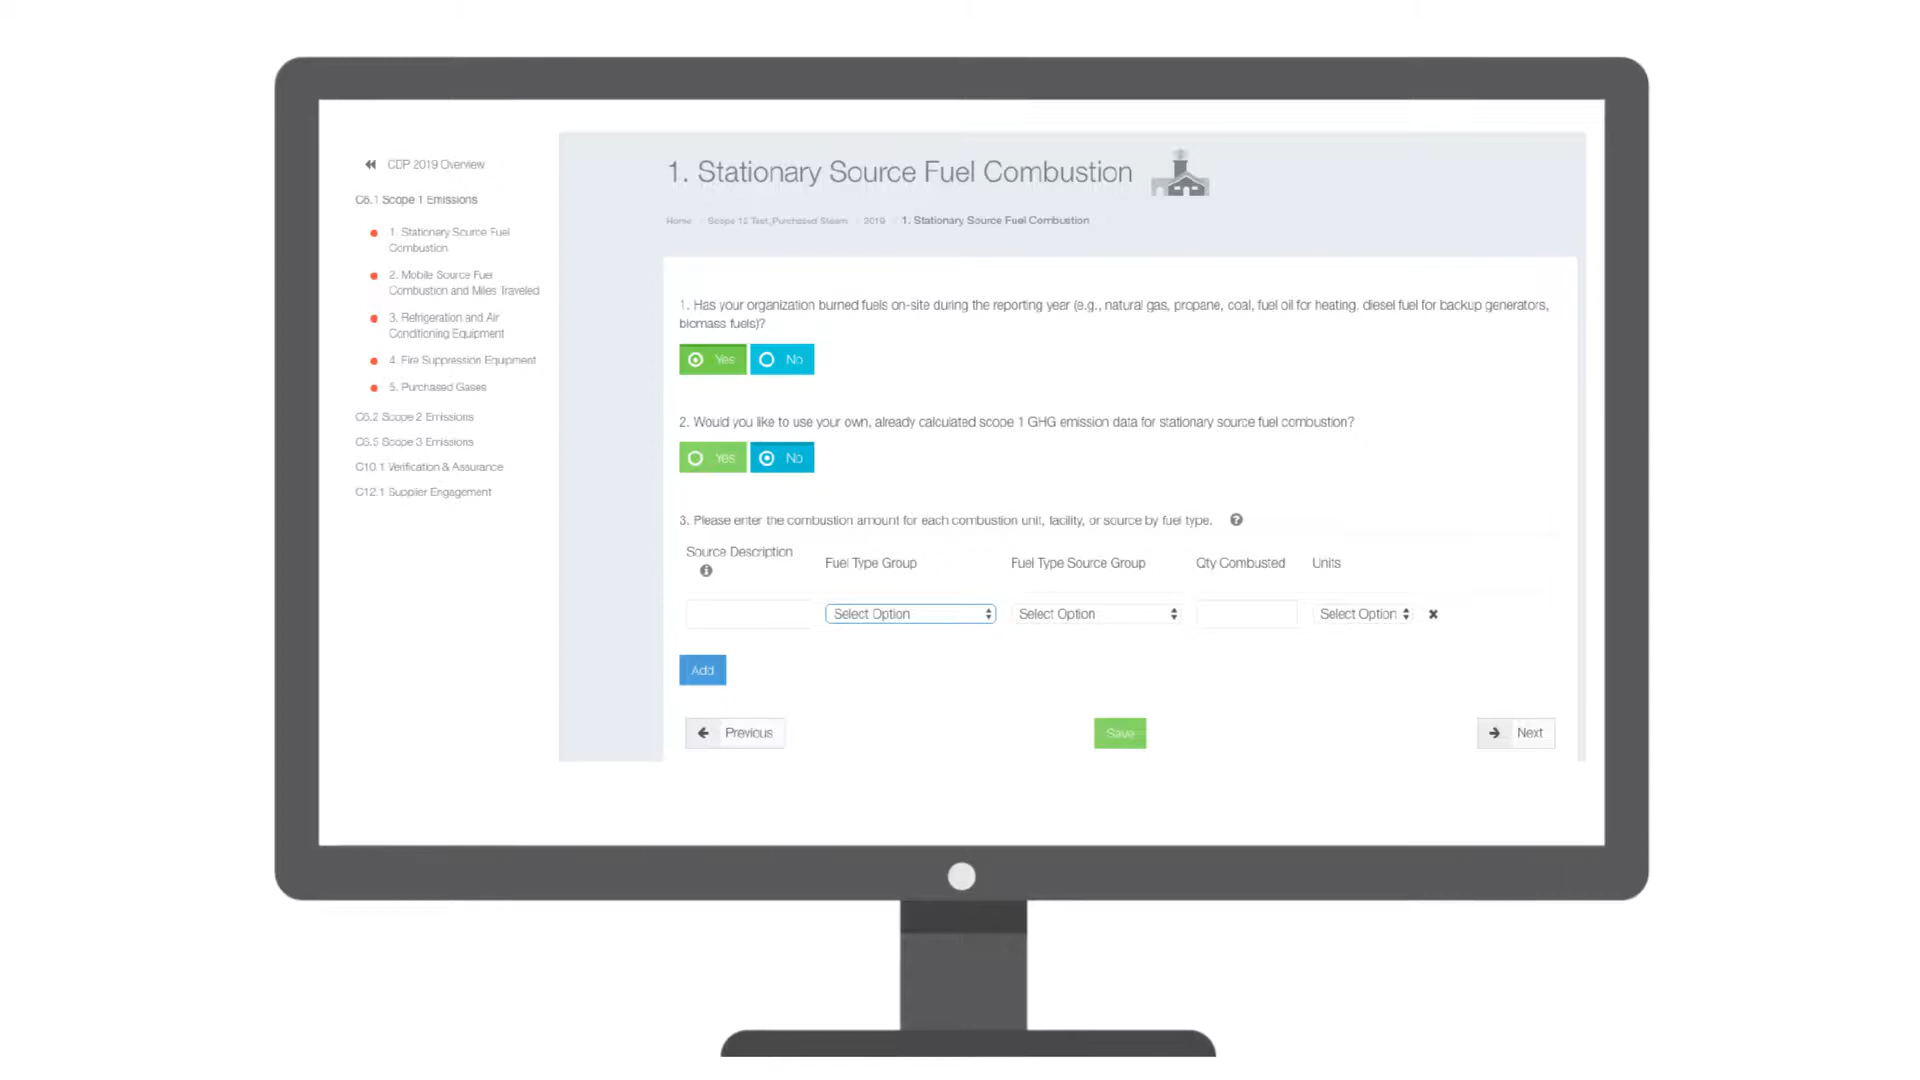 CDP 2019 Overview
C6.1 Scope 1 Emissions
1. Stationary Source Fuel
Combustion
2. Mobile Source Fuel
Combustion and Miles Traveled
3. Refrigeration and Air
Conditioning Equipment
4. Fire Suppression Equipment
5. Purchased Gases
C6.2 Scope 2 Emissions
C6.5 Scope 3 Emissions
C10.1 Verification & Assurance
C12.1 Supplier Engagement
1. Stationary Source Fuel Combustion
Home Scope 12 Test_Purchased Steam 2019 1. Stationary Source Fuel Combustion
1. Has your organization burned fuels on-site during the reporting year (e.g., natural gas, propane, coal, fuel oil for heating, diesel fuel for backup generators,
biomass fuels)?
Yes No
2. Would you like to use your own, already calculated scope 1 GHG emission data for stationary source fuel combustion?
Yes No
3. Please enter the combustion amount for each combustion unit, facility, or source by fuel type.
Source Description Fuel Type Group Fuel Type Source Group Qty Combusted Units
Select Option Select Option Select Option
Add
Previous Save Next